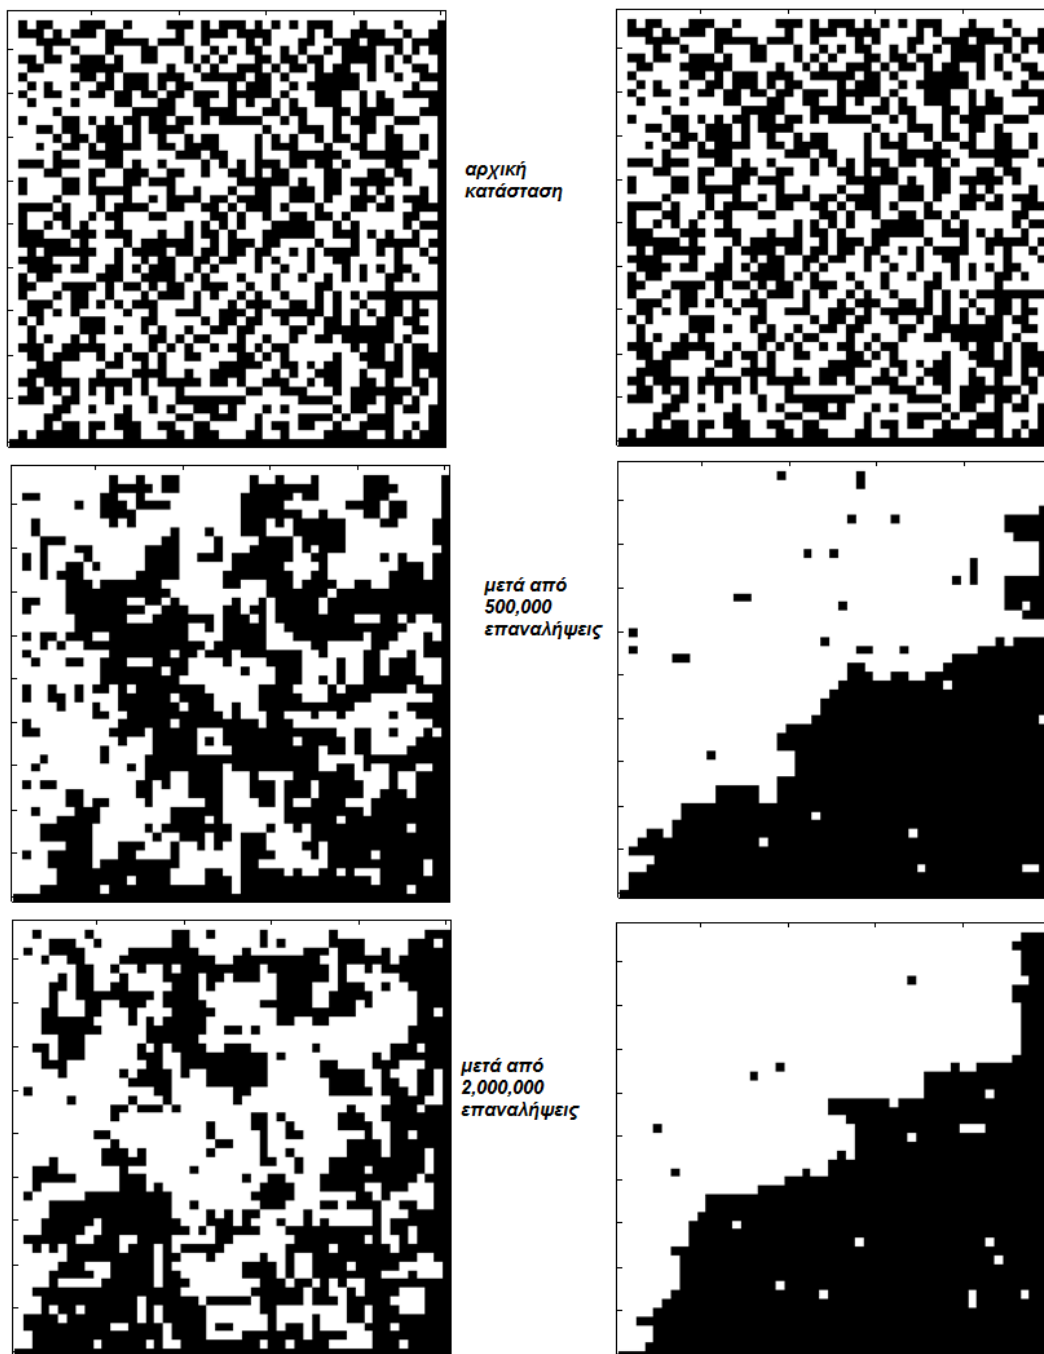 αρχική
κατάσταση
μετά από
500,000
επαναλήψεις
μετά από
2,000,000
επαναλήψεις